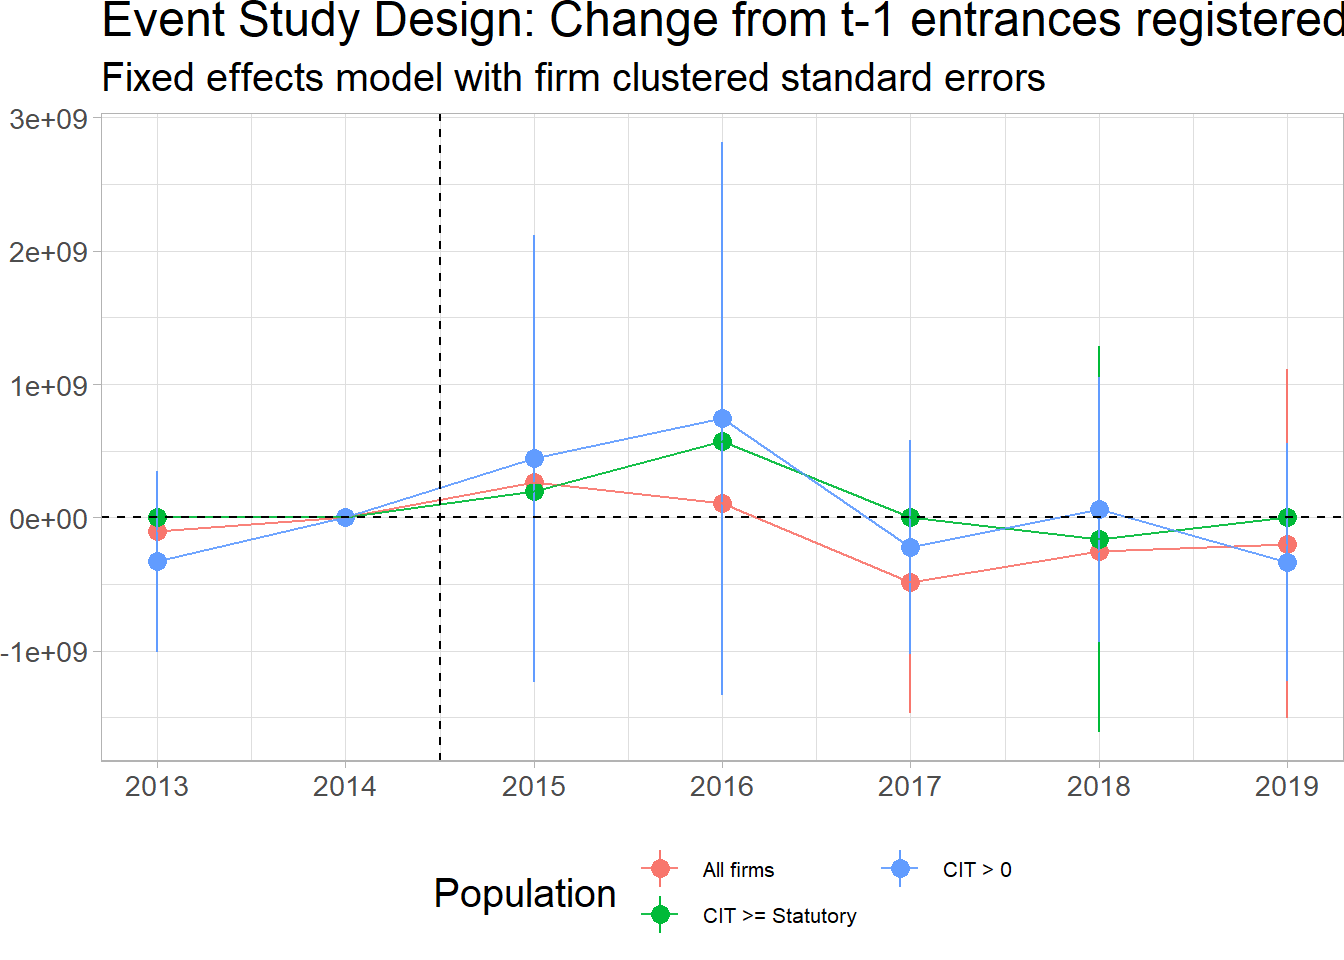 Event Study Design: Change from t-1 entrances registered
Fixed effects model with firm clustered standard errors
3e+09
2e+09
1e+09
0e+00
-1e+09
2013 2014 2015 2016 2017 2018 2019
Population
All firms
CIT > 0
CIT >= Statutory